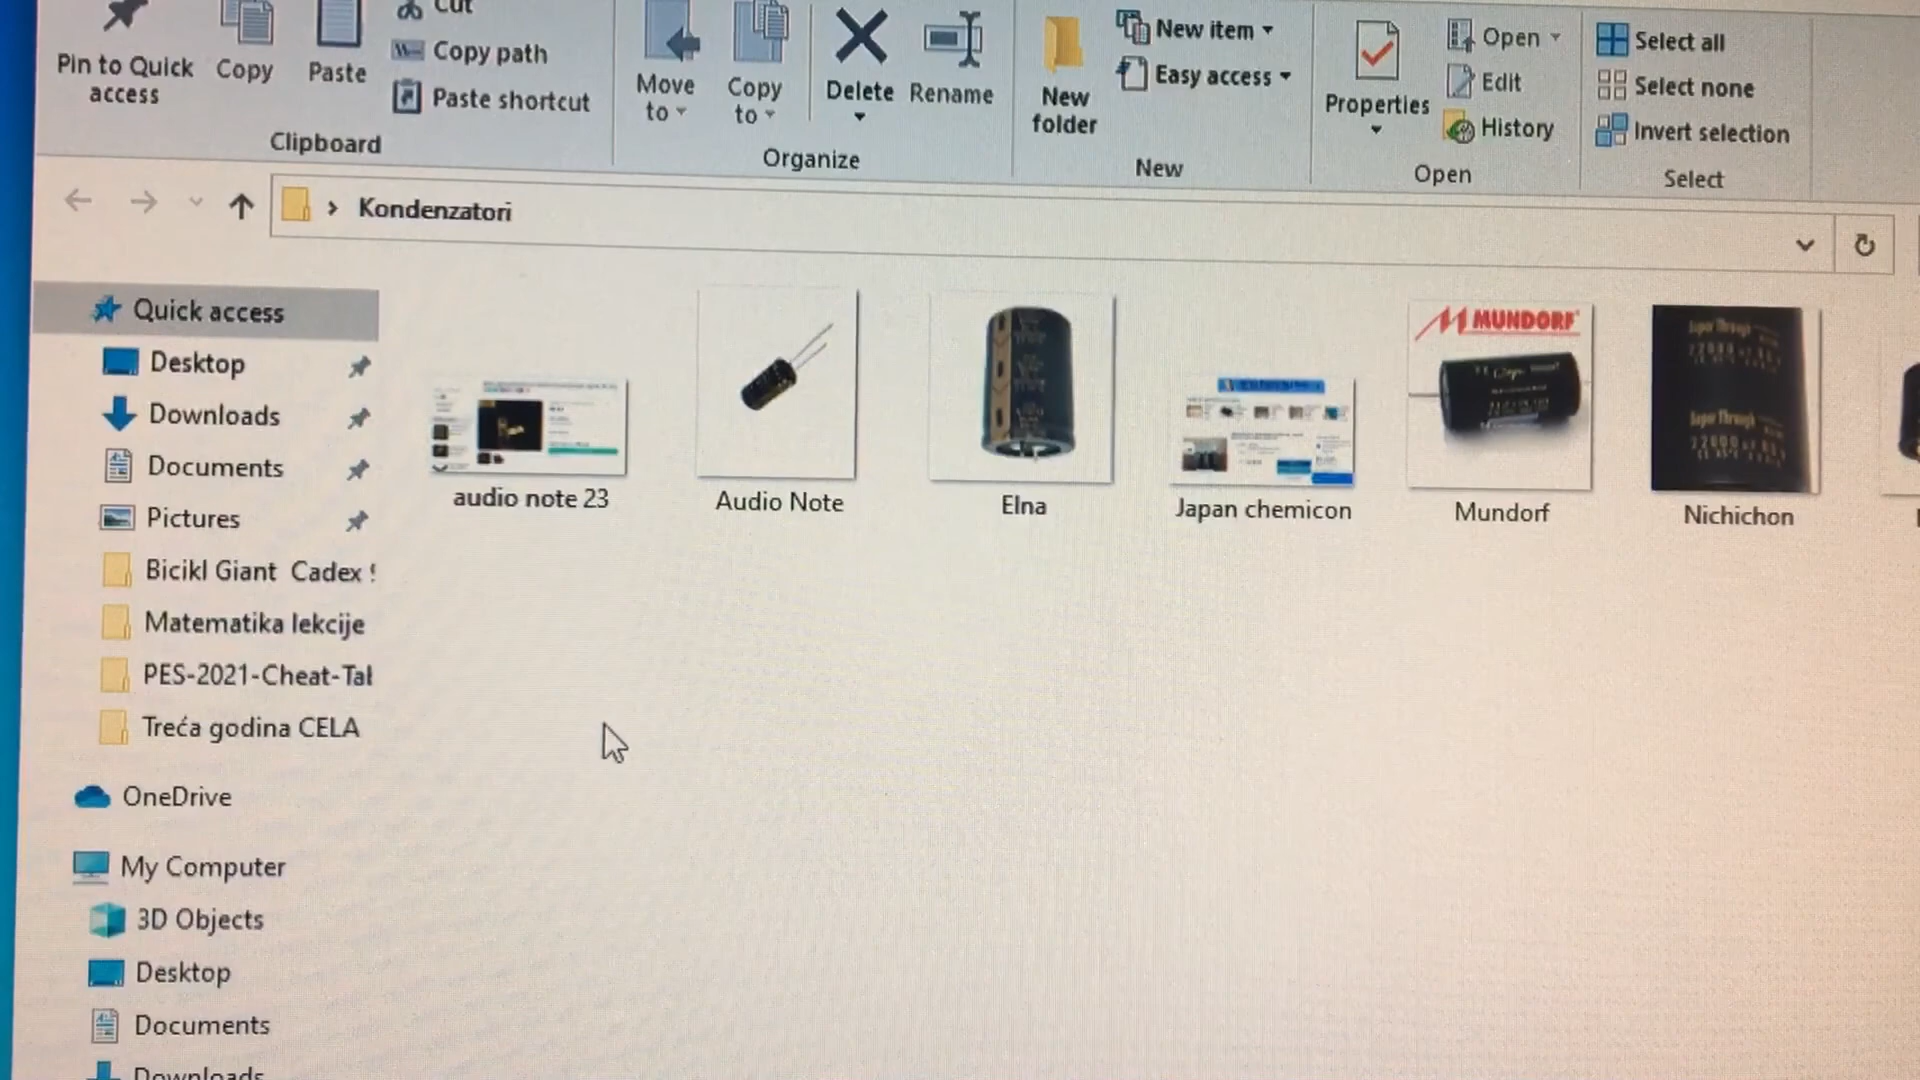 Cut
Pin to Quick access
Copy
Paste
Copy path
Paste shortcut
Clipboard
Move to
Copy to
Delete
Rename
Organize
New folder
New item
Easy access
New
Properties
Open
Edit
History
Open
Select all
Select none
Invert selection
Select
Kondenzatori
Quick access
Desktop
Downloads
Documents
Pictures
Bicikl Giant Cadex
Matematika lekcije
PES-2021-Cheat-Tal
Treća godina CELA
OneDrive
My Computer
3D Objects
Desktop
Documents
Downloads
audio note 23
Audio Note
Elna
Japan chemicon
MUNDORF
Mundorf
Super Through
Super Through
Nichichon